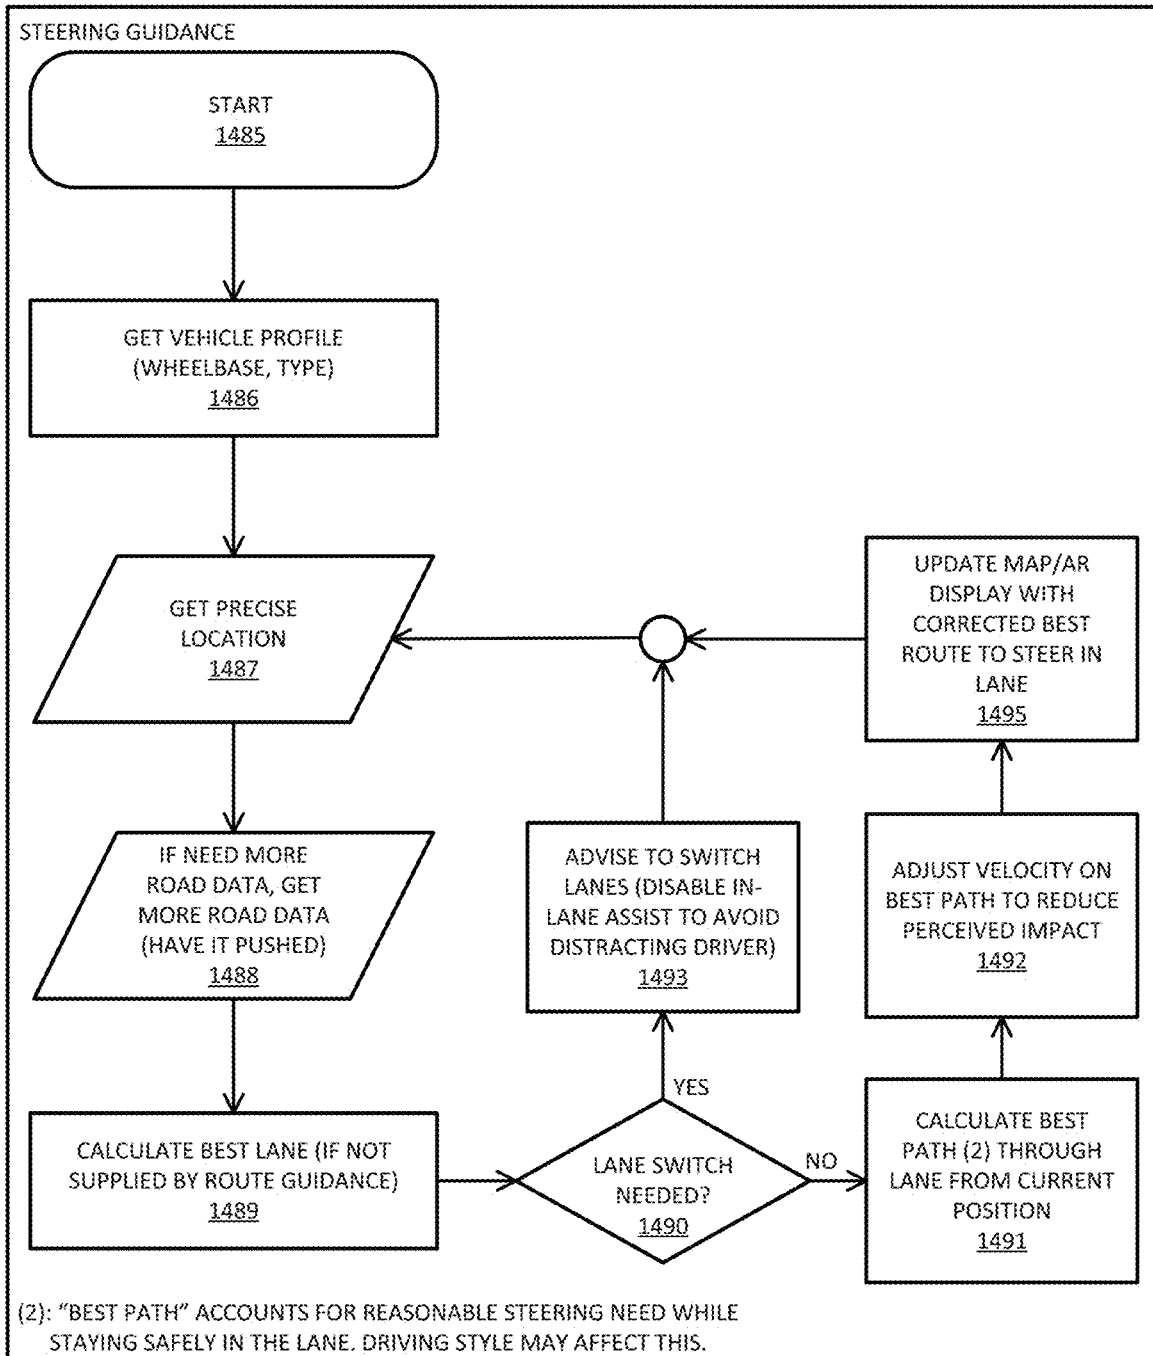 STEERING GUIDANCE
START
1485
GET VEHICLE PROFILE
(WHEELBASE, TYPE)
1486
GET PRECISE
LOCATION
1487
IF NEED MORE
ROAD DATA, GET
MORE ROAD DATA
(HAVE IT PUSHED)
1488
CALCULATE BEST LANE (IF NOT
SUPPLIED BY ROUTE GUIDANCE)
1489
LANE SWITCH
NEEDED?
1490
YES
NO
ADVISE TO SWITCH
LANES (DISABLE IN-
LANE ASSIST TO AVOID
DISTRACTING DRIVER)
1493
CALCULATE BEST
PATH (2) THROUGH
LANE FROM CURRENT
POSITION
1491
ADJUST VELOCITY ON
BEST PATH TO REDUCE
PERCEIVED IMPACT
1492
UPDATE MAP/AR
DISPLAY WITH
CORRECTED BEST
ROUTE TO STEER IN
LANE
1495
(2): "BEST PATH" ACCOUNTS FOR REASONABLE STEERING NEED WHILE
STAYING SAFELY IN THE LANE. DRIVING STYLE MAY AFFECT THIS.